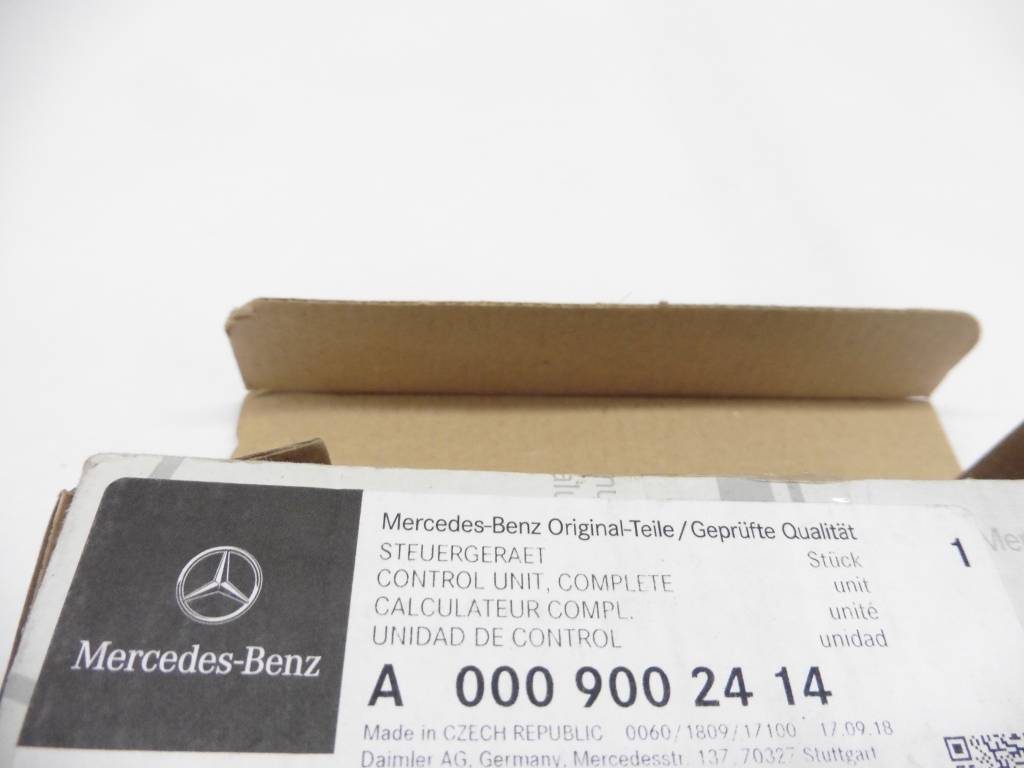 Mercedes-Benz Original-Teile / Geprüfte Qualität
STEUERGERAET Stück 1
CONTROL UNIT, COMPLETE unit
CALCULATEUR COMPL. unité
UNIDAD DE CONTROL unidad
Mercedes-Benz
A 000 900 24 14
Made in CZECH REPUBLIC 0060/1809/17100 17.09.18
Daimler AG, Germany, Mercedesstr. 137, 70327 Stuttgart